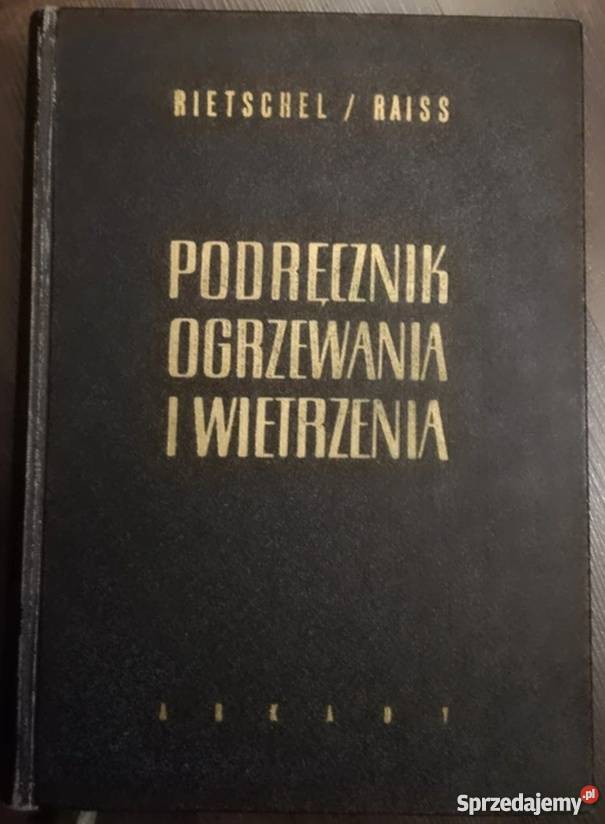 RIETSCHEL / RAISS
PODRĘCZNIK
OGRZEWANIA
I WIETRZENIA
ARKADY
Sprzedajemy.pl